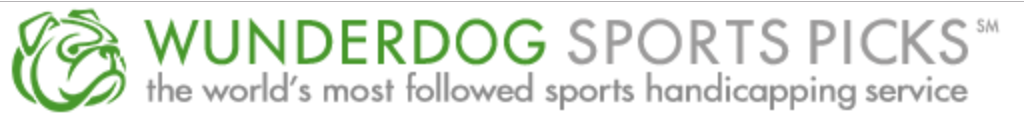 WUNDERDOG SPORTS PICKS℠
the world's most followed sports handicapping service